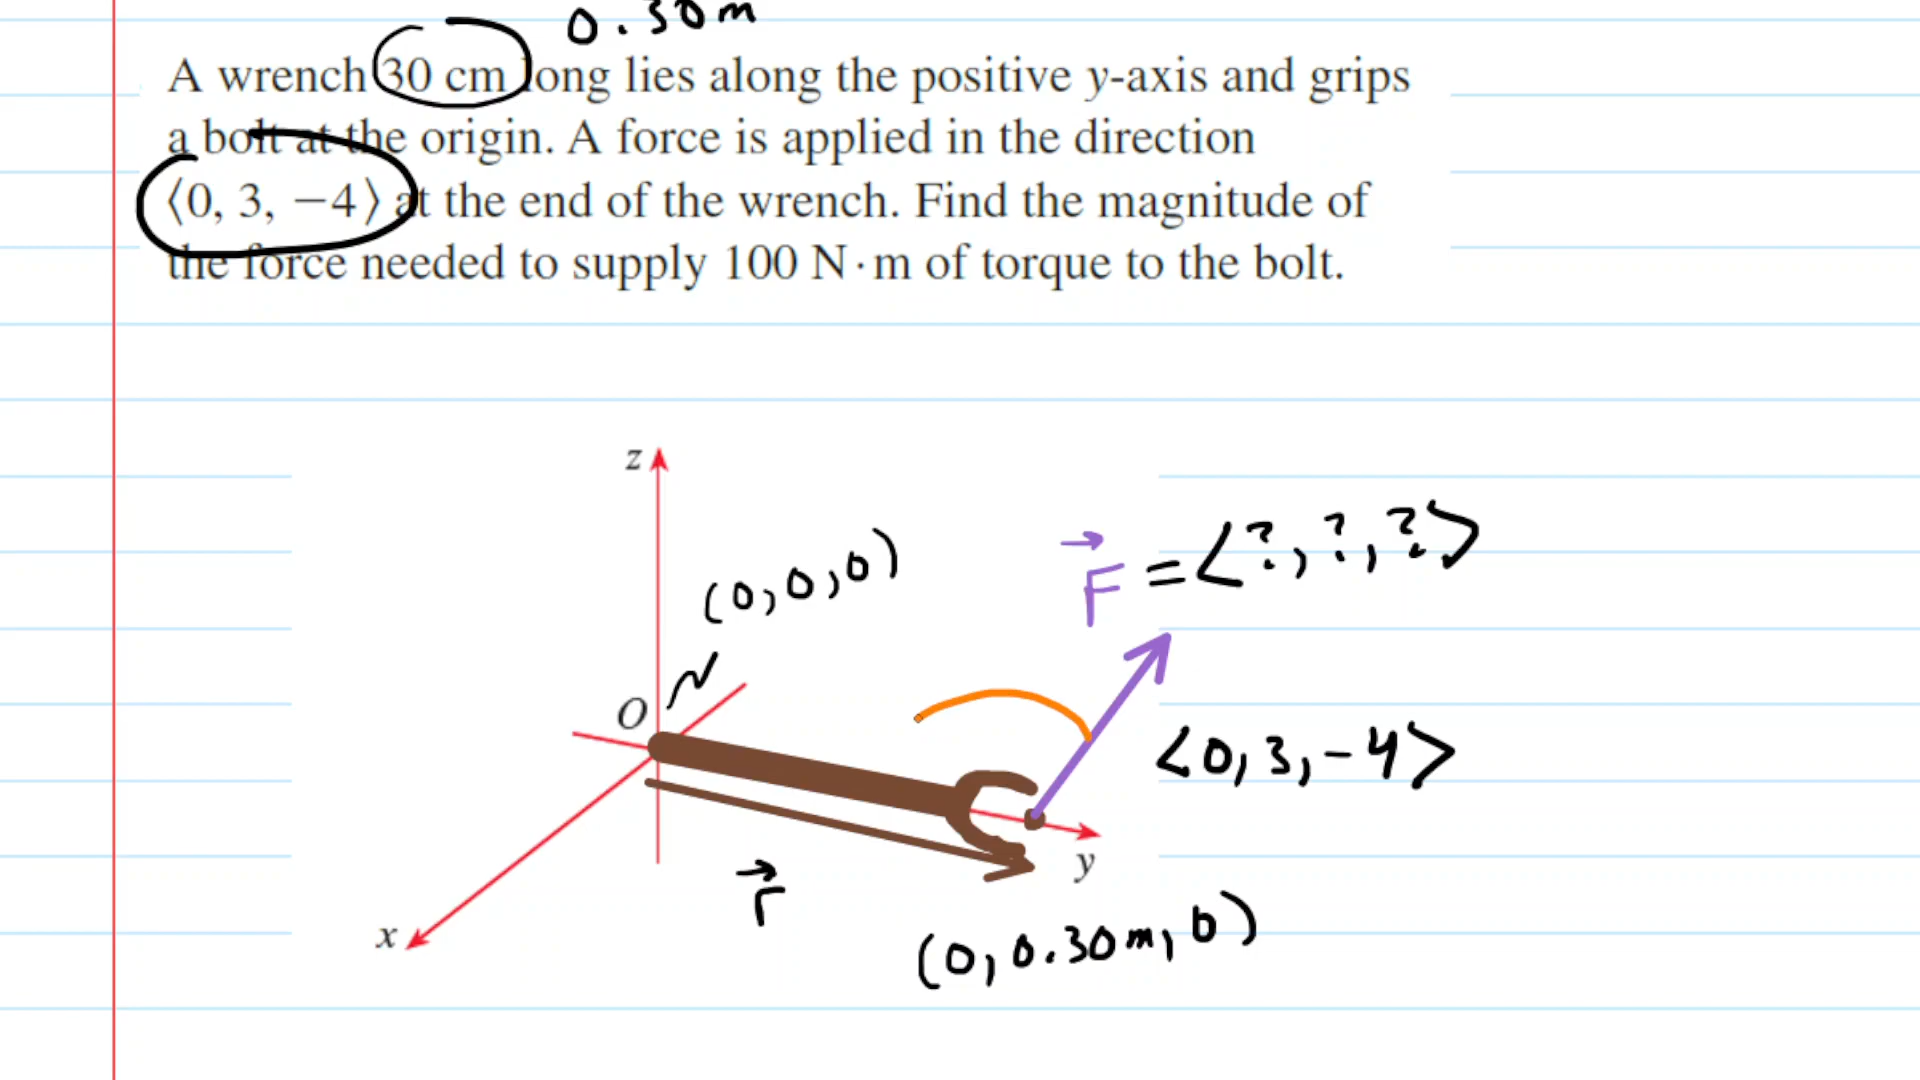 0.30m
A wrench 30 cm long lies along the positive y-axis and grips
a bolt at the origin. A force is applied in the direction
⟨0, 3, −4⟩ at the end of the wrench. Find the magnitude of
the force needed to supply 100 N·m of torque to the bolt.
z
(0,0,0)
F = <?,?,?>
O
<0,3,-4>
y
r
x
(0,0.30m,0)